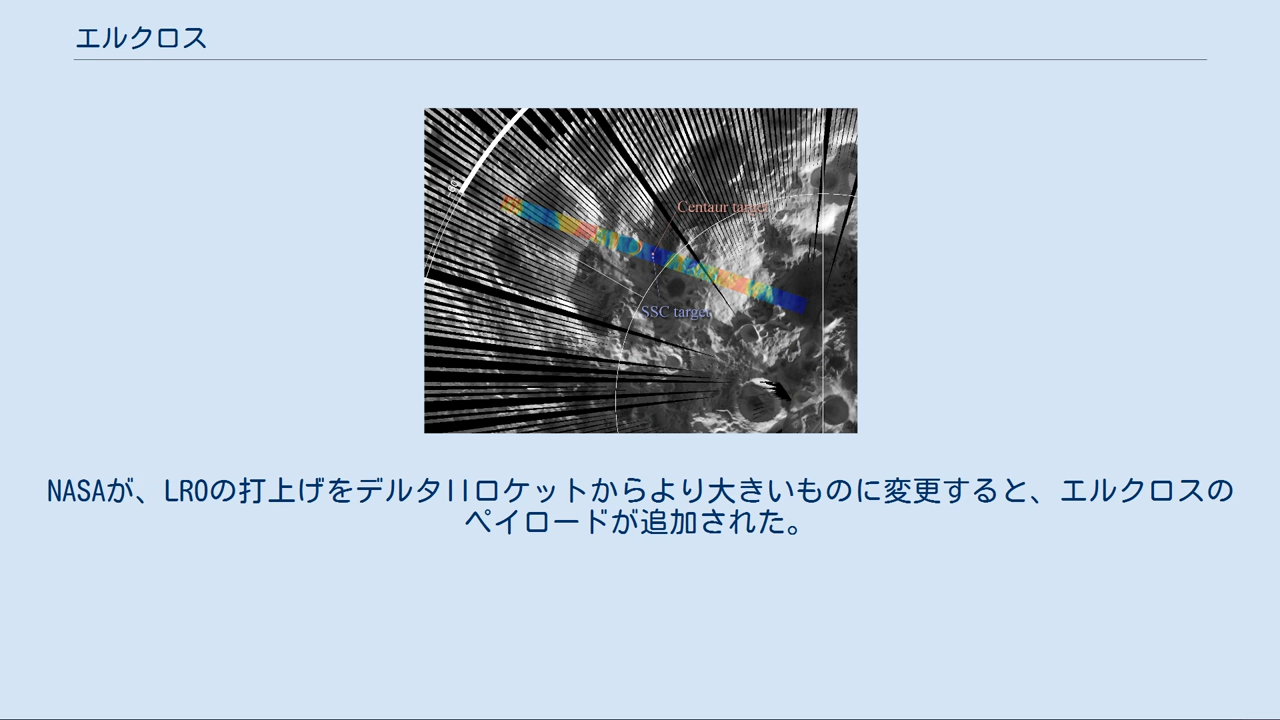 エルクロス
Centaur target
SSC target
NASAが、LROの打上げをデルタIIロケットからより大きいものに変更すると、エルクロスの
ペイロードが追加された。